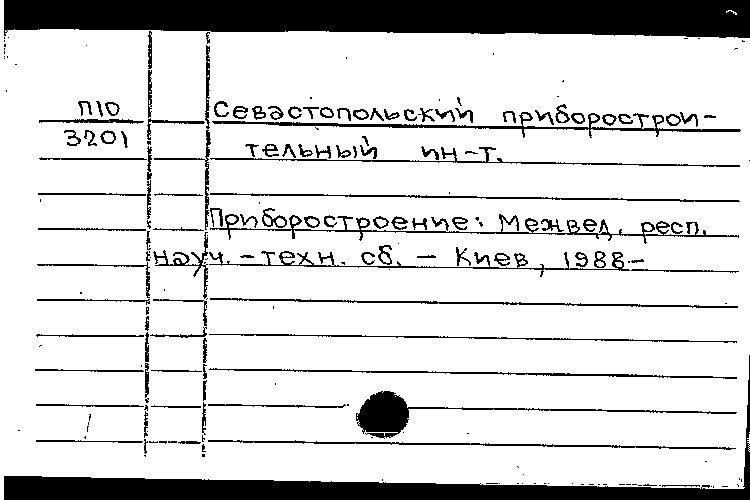 П10 Севастопольский приборострои-
3201 тельный ин-т.
Приборостроение: Межвед. респ.
науч.-техн. сб. — Киев, 1988—